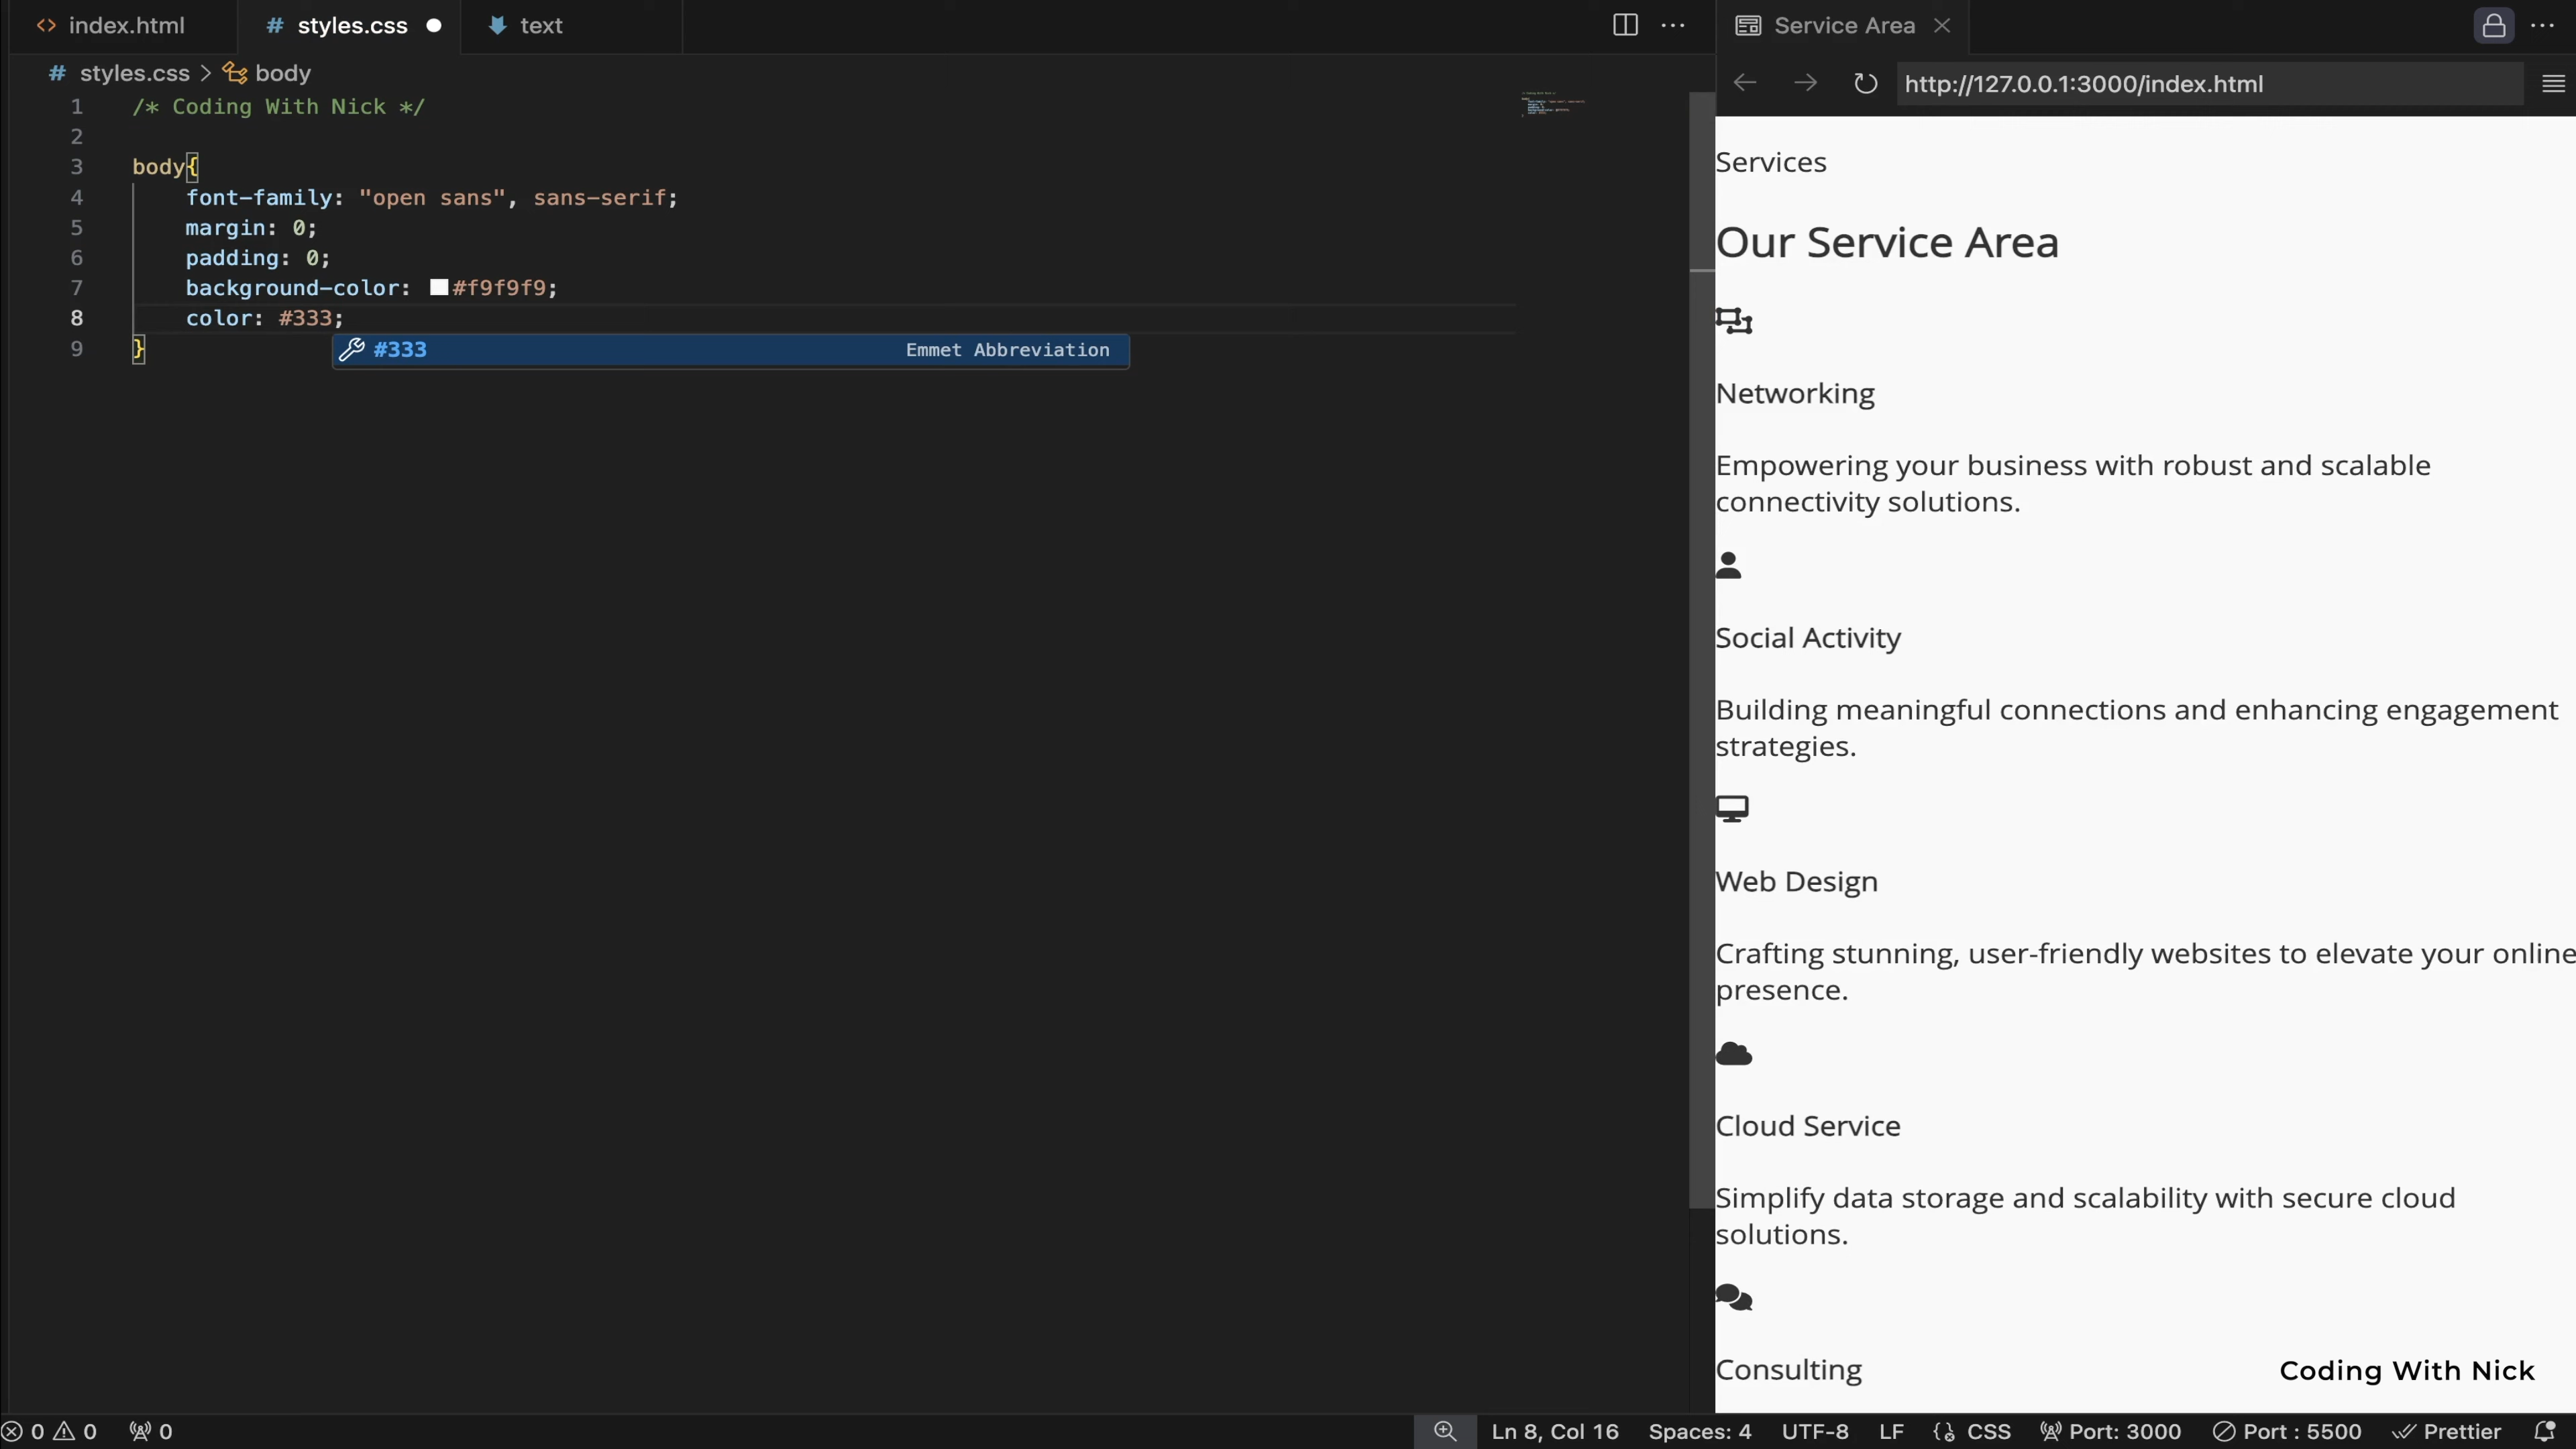 index.html
styles.css
text
styles.css > body
1 /* Coding With Nick */
2
3 body{
4 font-family: "open sans", sans-serif;
5 margin: 0;
6 padding: 0;
7 background-color: #f9f9f9;
8 color: #333;
9 }
#333 Emmet Abbreviation
Service Area
http://127.0.0.1:3000/index.html
Services
Our Service Area
Networking
Empowering your business with robust and scalable
connectivity solutions.
Social Activity
Building meaningful connections and enhancing engagement
strategies.
Web Design
Crafting stunning, user-friendly websites to elevate your online
presence.
Cloud Service
Simplify data storage and scalability with secure cloud
solutions.
Consulting
Coding With Nick
0 0 0 Ln 8, Col 16 Spaces: 4 UTF-8 LF CSS Port: 3000 Port : 5500 Prettier